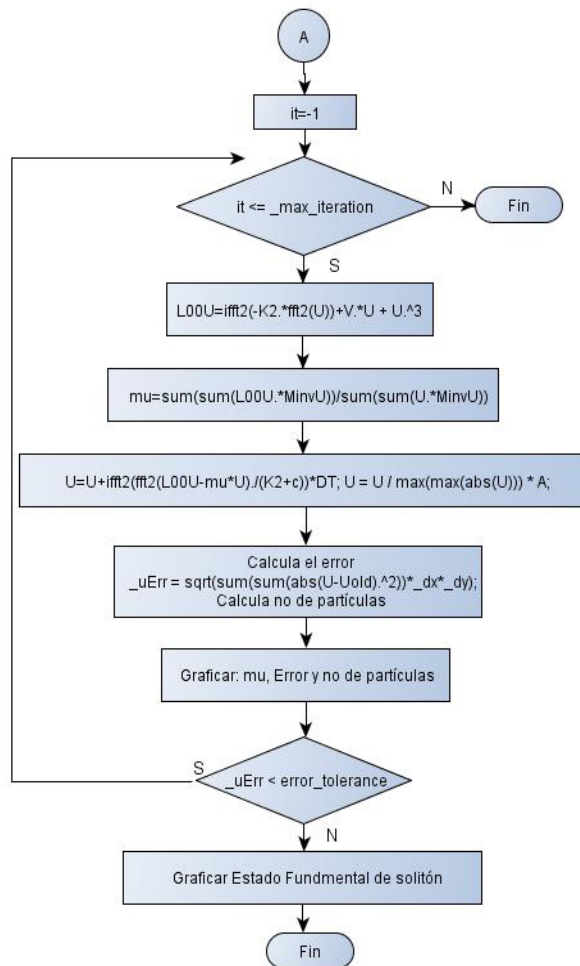 A
it=-1
it <= _max_iteration
N
Fin
S
L00U=ifft2(-K2.*fft2(U))+V.*U + U.^3
mu=sum(sum(L00U.*MinvU))/sum(sum(U.*MinvU))
U=U+ifft2(fft2(L00U-mu*U)./(K2+c))*DT; U = U / max(max(abs(U))) * A;
Calcula el error
_uErr = sqrt(sum(sum(abs(U-Uold).^2))*_dx*_dy);
Calcula no de partículas
Graficar: mu, Error y no de partículas
S
_uErr < error_tolerance
N
Graficar Estado Fundmental de solitón
Fin